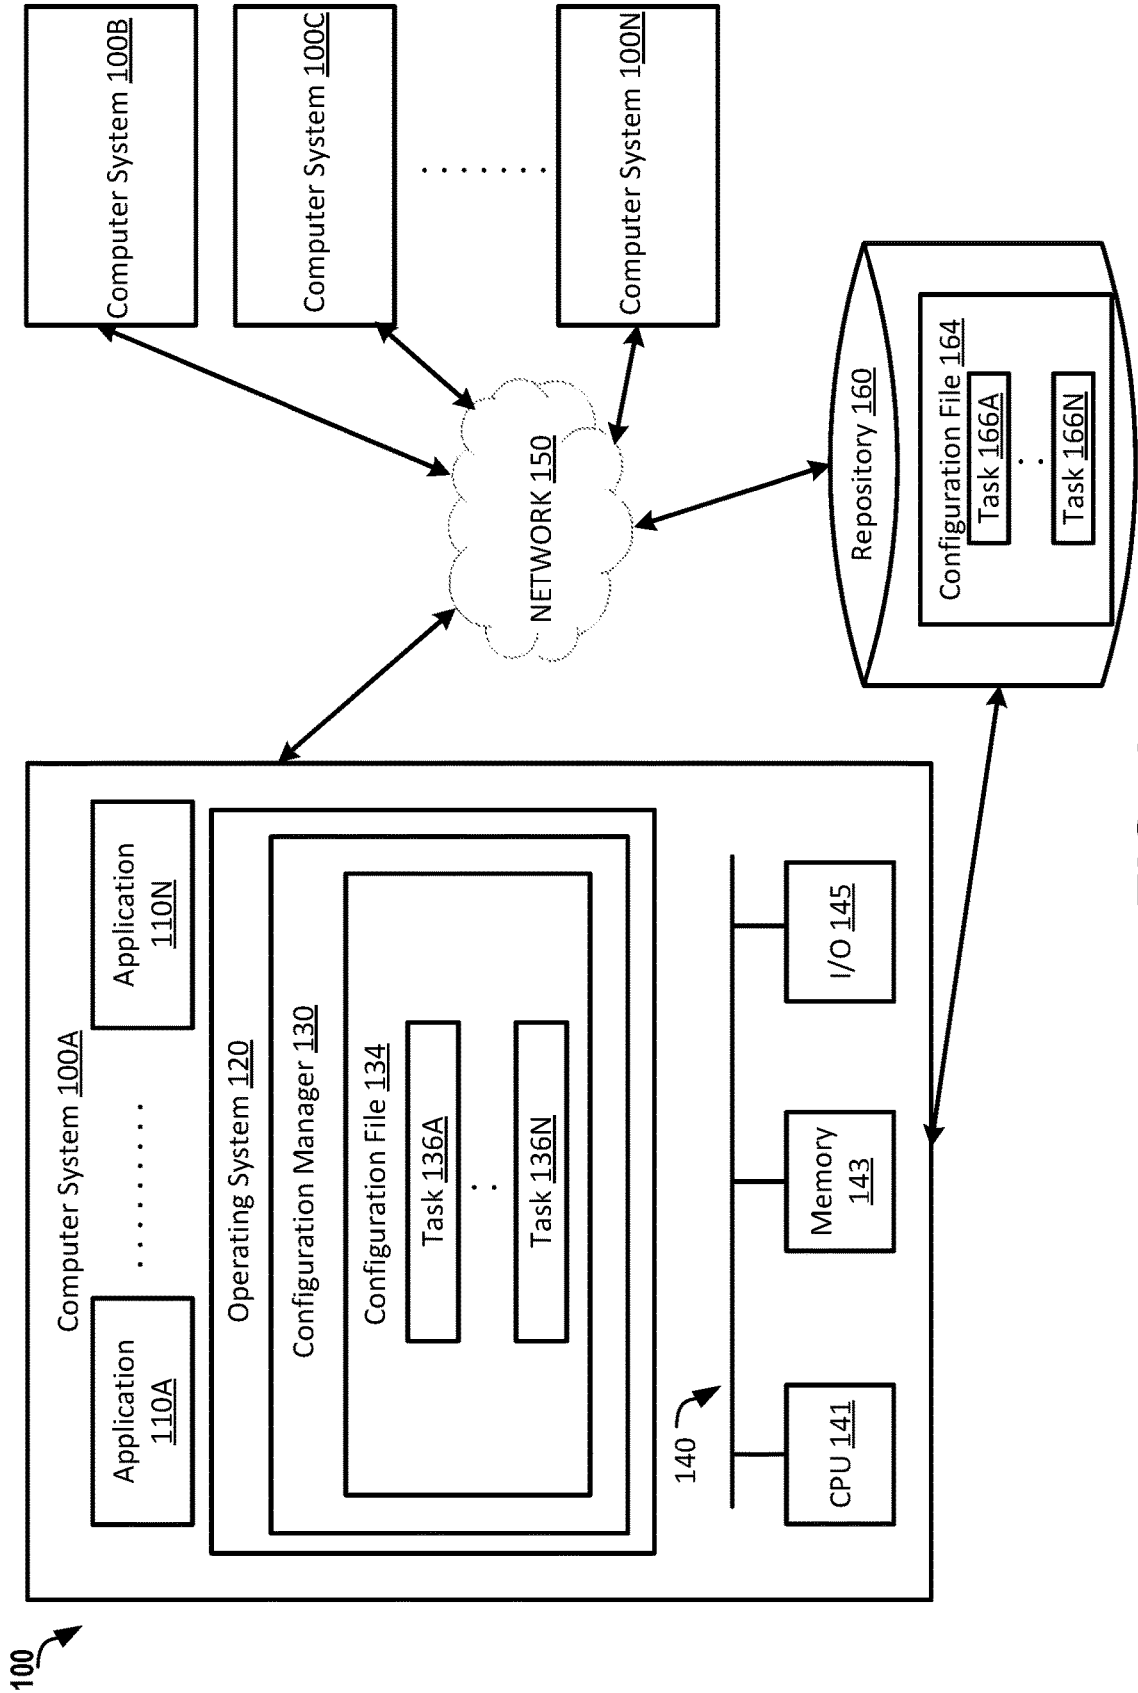 100
Computer System 100A
Application
110A
. . . . . . . . .
Application
110N
Operating System 120
Configuration Manager 130
Configuration File 134
Task 136A
. .
Task 136N
140
CPU 141
Memory
143
I/O 145
NETWORK 150
Computer System 100B
Computer System 100C
. . . . . . .
Computer System 100N
Repository 160
Configuration File 164
Task 166A
. .
Task 166N